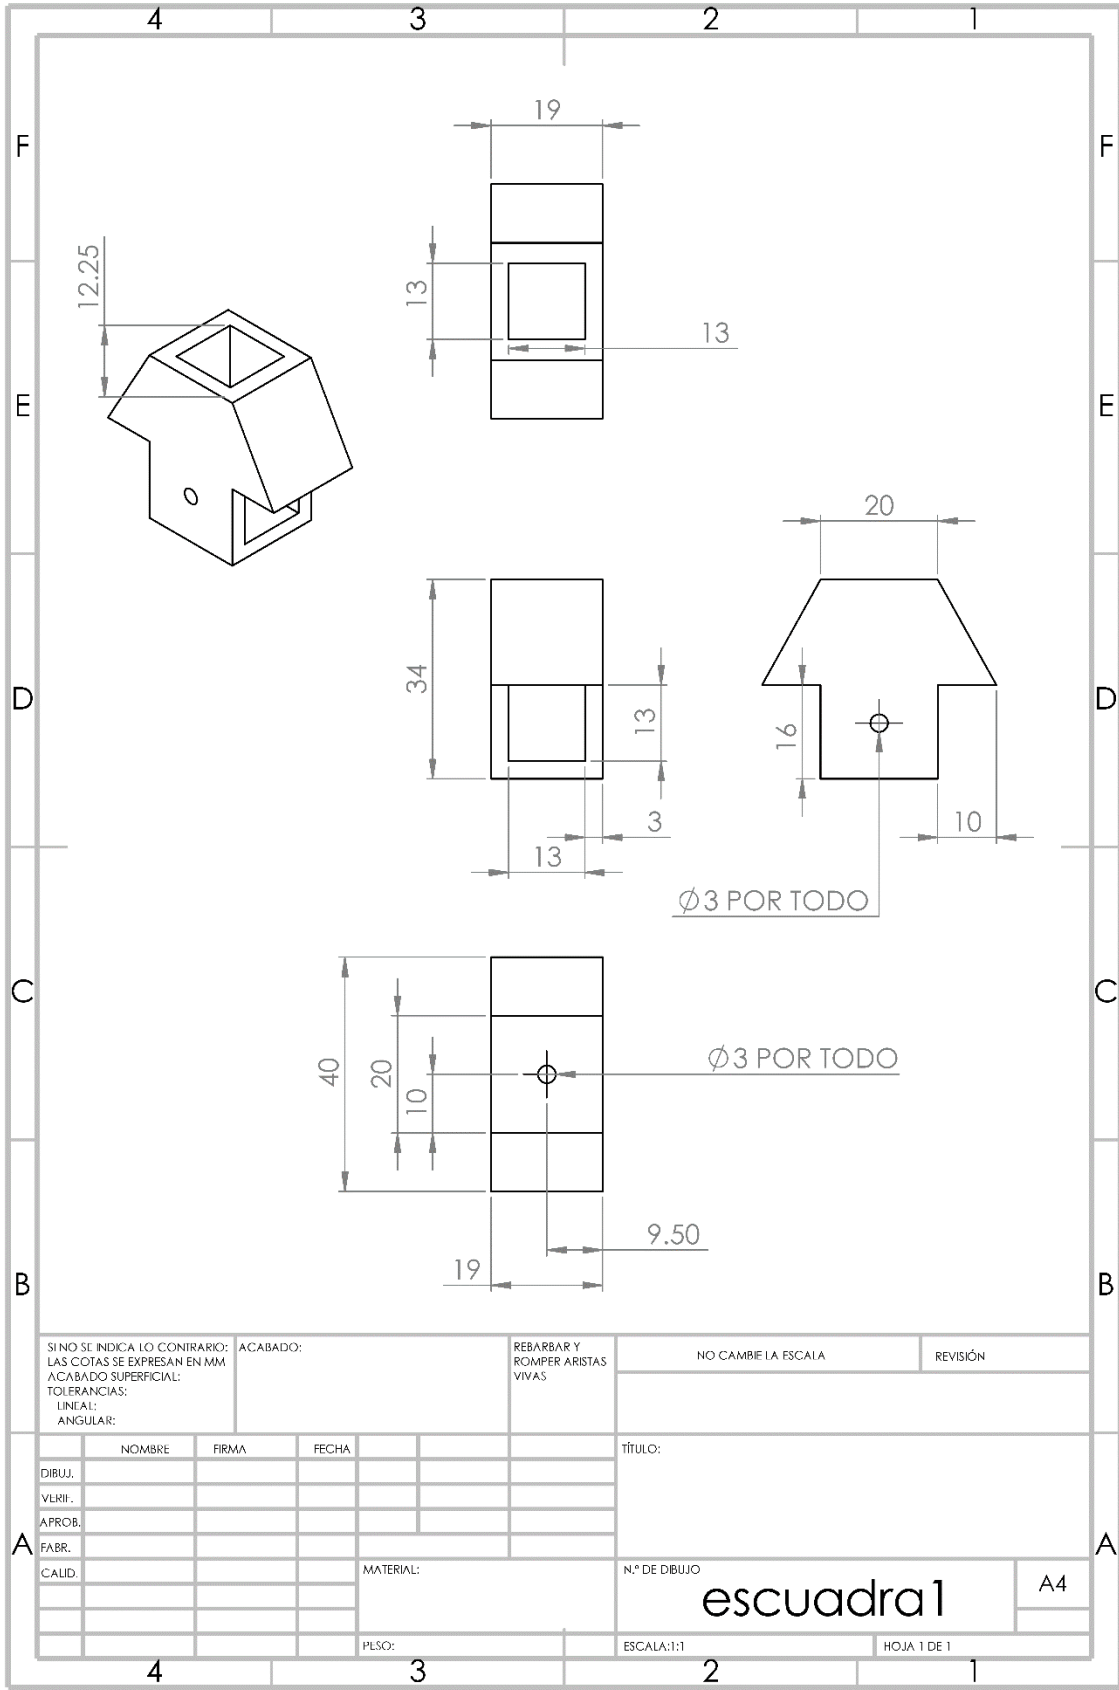 4 3 2 1
F F
19
12.25
13
13
E E
20
34
13
16
D D
3
10
13
Ø3 POR TODO
C C
40
20
10
Ø3 POR TODO
9.50
19
B B
SI NO SE INDICA LO CONTRARIO:
LAS COTAS SE EXPRESAN EN MM
ACABADO SUPERFICIAL:
TOLERANCIAS:
LINEAL:
ANGULAR:
ACABADO:
REBARBAR Y
ROMPER ARISTAS
VIVAS
NO CAMBIE LA ESCALA
REVISIÓN
NOMBRE FIRMA FECHA
TÍTULO:
DIBUJ.
VERIF.
APROB.
A A
FABR.
CALID.
MATERIAL:
N.º DE DIBUJO
escuadra1
A4
PESO:
ESCALA:1:1
HOJA 1 DE 1
4 3 2 1